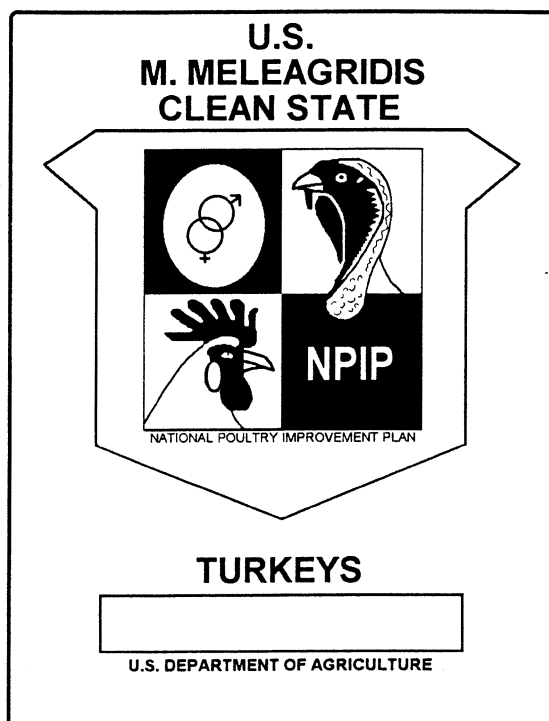 U.S.
M. MELEAGRIDIS
CLEAN STATE
NPIP
NATIONAL POULTRY IMPROVEMENT PLAN
TURKEYS
U.S. DEPARTMENT OF AGRICULTURE